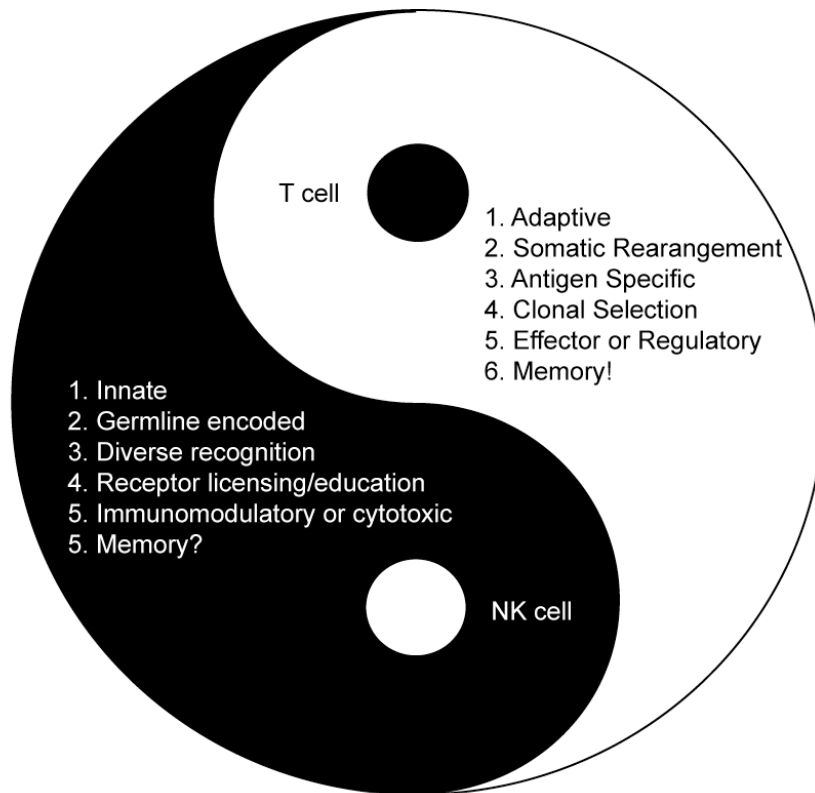 T cell
1. Adaptive
2. Somatic Rearangement
3. Antigen Specific
4. Clonal Selection
5. Effector or Regulatory
6. Memory!
1. Innate
2. Germline encoded
3. Diverse recognition
4. Receptor licensing/education
5. Immunomodulatory or cytotoxic
5. Memory?
NK cell